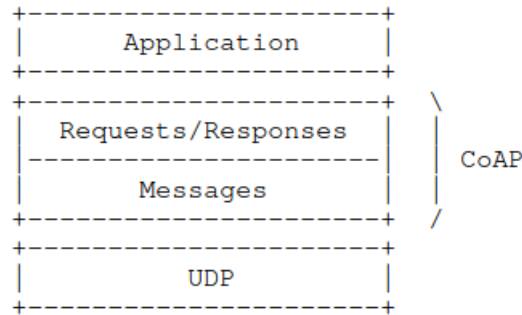 Application
Requests/Responses
CoAP
Messages
UDP